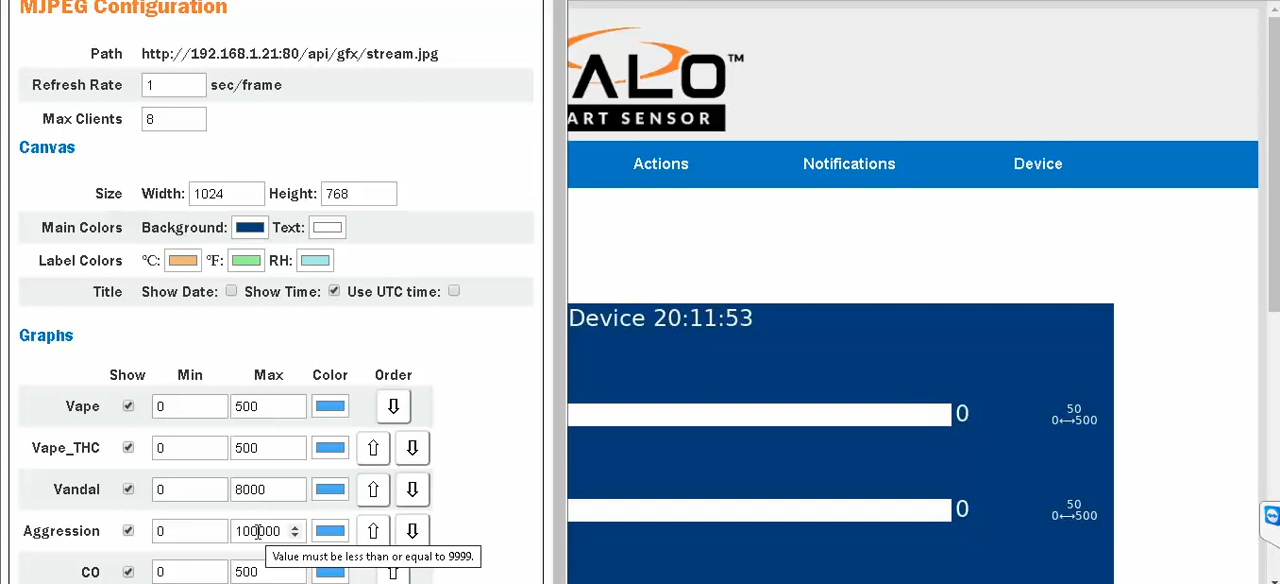 MJPEG Configuration
Path http://192.168.1.21:80/api/gfx/stream.jpg
Refresh Rate 1 sec/frame
Max Clients 8
Canvas
Size Width: 1024 Height: 768
Main Colors Background: Text:
Label Colors °C: °F: RH:
Title Show Date: Show Time: Use UTC time:
Graphs
Show Min Max Color Order
Vape 0 500
Vape_THC 0 500
Vandal 0 8000
Aggression 0 100000
Value must be less than or equal to 9999.
CO 0 500
ALO™
ART SENSOR
Actions Notifications Device
Device 20:11:53
0 50
0↔500
0 50
0↔500